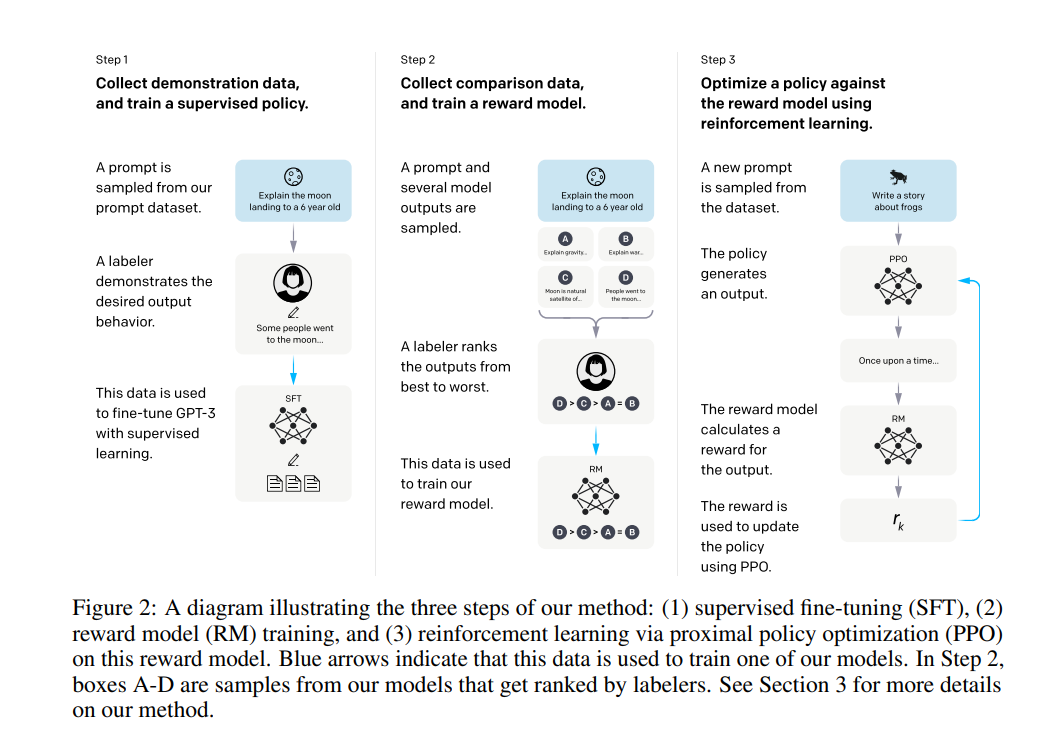 Step 1
Collect demonstration data,
and train a supervised policy.
A prompt is
sampled from our
prompt dataset.
Explain the moon
landing to a 6 year old
A labeler
demonstrates the
desired output
behavior.
Some people went
to the moon...
This data is used
to fine-tune GPT-3
with supervised
learning.
SFT
Step 2
Collect comparison data,
and train a reward model.
A prompt and
several model
outputs are
sampled.
Explain the moon
landing to a 6 year old
A
Explain gravity...
B
Explain war...
C
Moon is natural
satellite of...
D
People went to
the moon...
A labeler ranks
the outputs from
best to worst.
D > C > A = B
This data is used
to train our
reward model.
RM
D > C > A = B
Step 3
Optimize a policy against
the reward model using
reinforcement learning.
A new prompt
is sampled from
the dataset.
Write a story
about frogs
The policy
generates
an output.
PPO
Once upon a time...
The reward model
calculates a
reward for
the output.
RM
The reward is
used to update
the policy
using PPO.
rk
Figure 2: A diagram illustrating the three steps of our method: (1) supervised fine-tuning (SFT), (2)
reward model (RM) training, and (3) reinforcement learning via proximal policy optimization (PPO)
on this reward model. Blue arrows indicate that this data is used to train one of our models. In Step 2,
boxes A-D are samples from our models that get ranked by labelers. See Section 3 for more details
on our method.